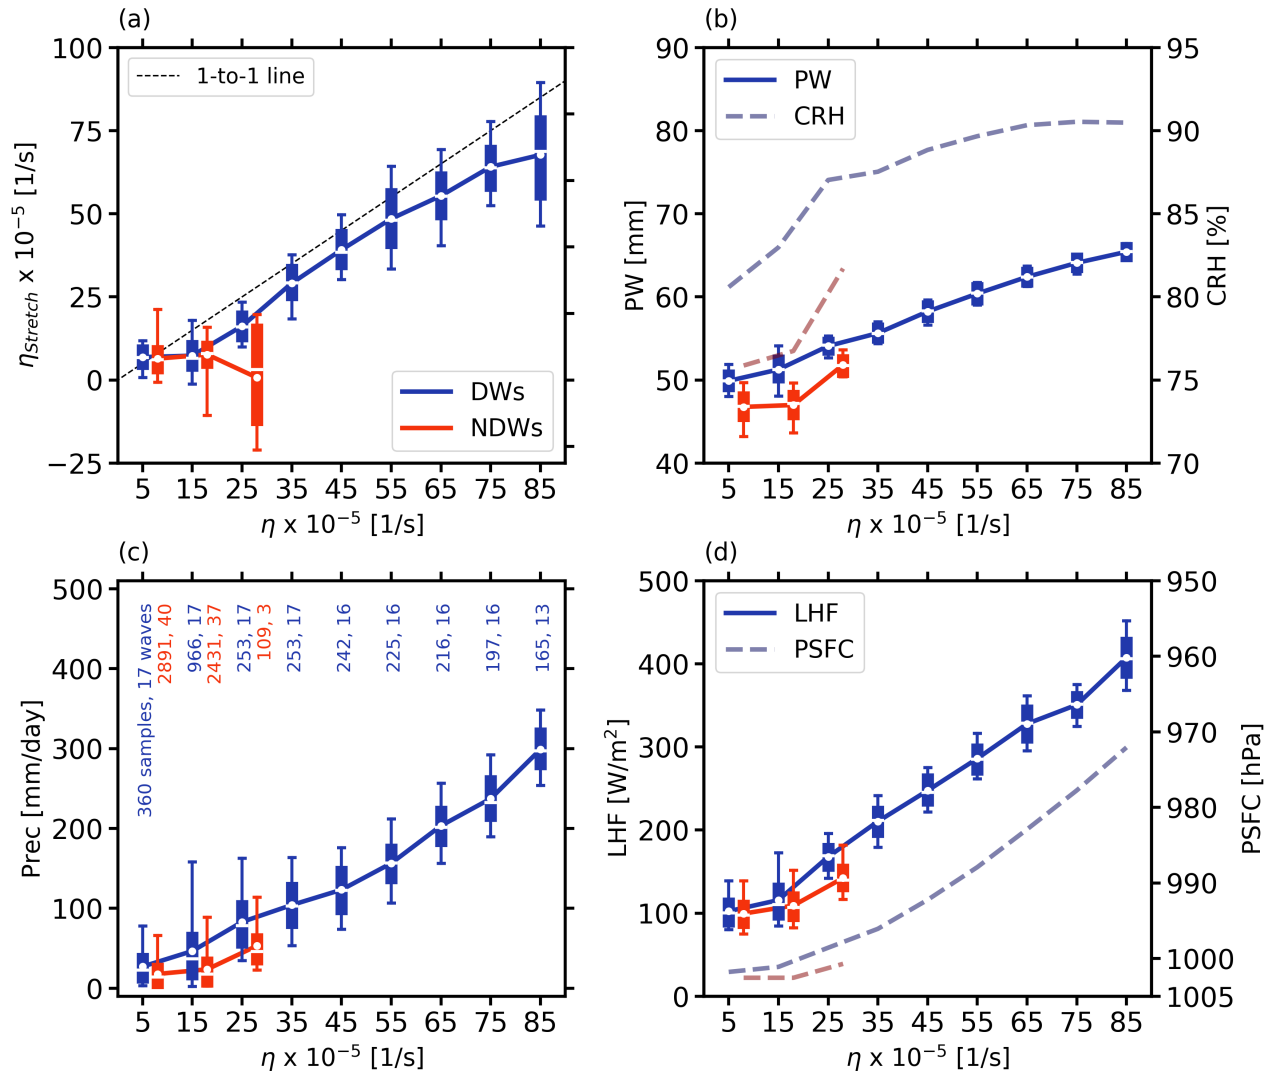 (a)
100
75
50
25
0
−25
5 15 25 35 45 55 65 75 85
η x 10⁻⁵ [1/s]
η_Stretch x 10⁻⁵ [1/s]
1-to-1 line
DWs
NDWs
(b)
90
80
70
60
50
40
95
90
85
80
75
70
5 15 25 35 45 55 65 75 85
η x 10⁻⁵ [1/s]
PW [mm]
CRH [%]
PW
CRH
(c)
500
400
300
200
100
0
5 15 25 35 45 55 65 75 85
η x 10⁻⁵ [1/s]
Prec [mm/day]
360 samples, 17 waves
2891, 40
966, 17
2431, 37
253, 17
109, 3
253, 17
242, 16
225, 16
216, 16
197, 16
165, 13
(d)
500
400
300
200
100
0
950
960
970
980
990
1000
1005
5 15 25 35 45 55 65 75 85
η x 10⁻⁵ [1/s]
LHF [W/m²]
PSFC [hPa]
LHF
PSFC